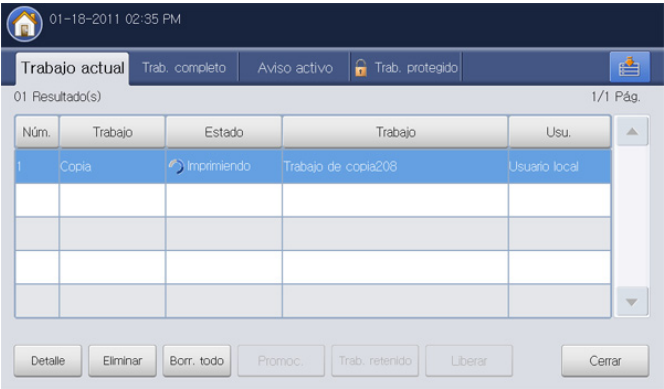 01-18-2011 02:35 PM
Trabajo actual Trab. completo Aviso activo Trab. protegido
01 Resultado(s) 1/1 Pág.
Núm. Trabajo Estado Trabajo Usu.
1 Copia Imprimiendo Trabajo de copia208 Usuario local
Detalle Eliminar Borr. todo Promoc. Trab. retenido Liberar Cerrar